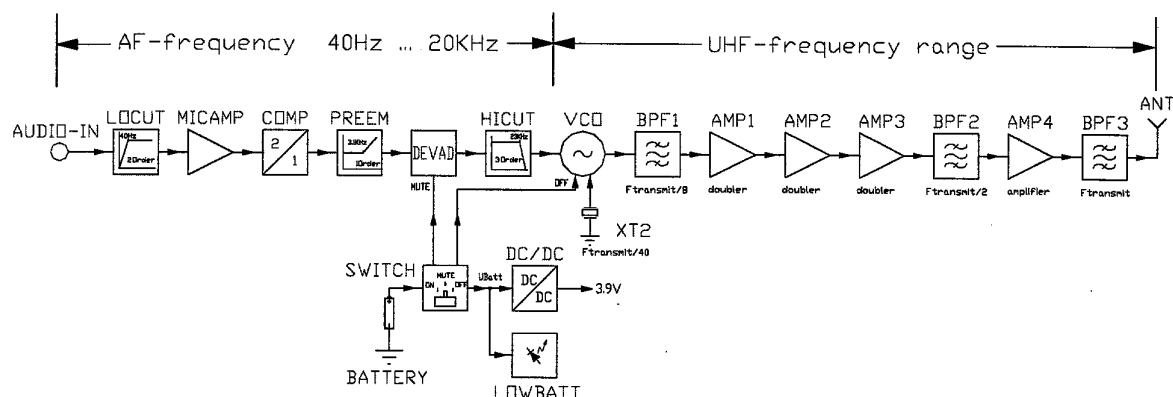 AF-frequency 40Hz ... 20KHz
UHF-frequency range
ANT
AUDIO-IN
LOCUT
MICAMP
COMP
PREEM
HICUT
VCO
BPF1
AMP1
AMP2
AMP3
BPF2
AMP4
BPF3
40Hz
2Order
2
1
1Order
DEVAD
23KHz
3Order
MUTE
OFF
Ftransmit/8
doubler
doubler
doubler
Ftransmit/2
amplifier
Ftransmit
XT2
Ftransmit/40
SWITCH
MUTE
ON
OFF
UBatt
DC/DC
DC
DC
3.9V
BATTERY
LOWBATT